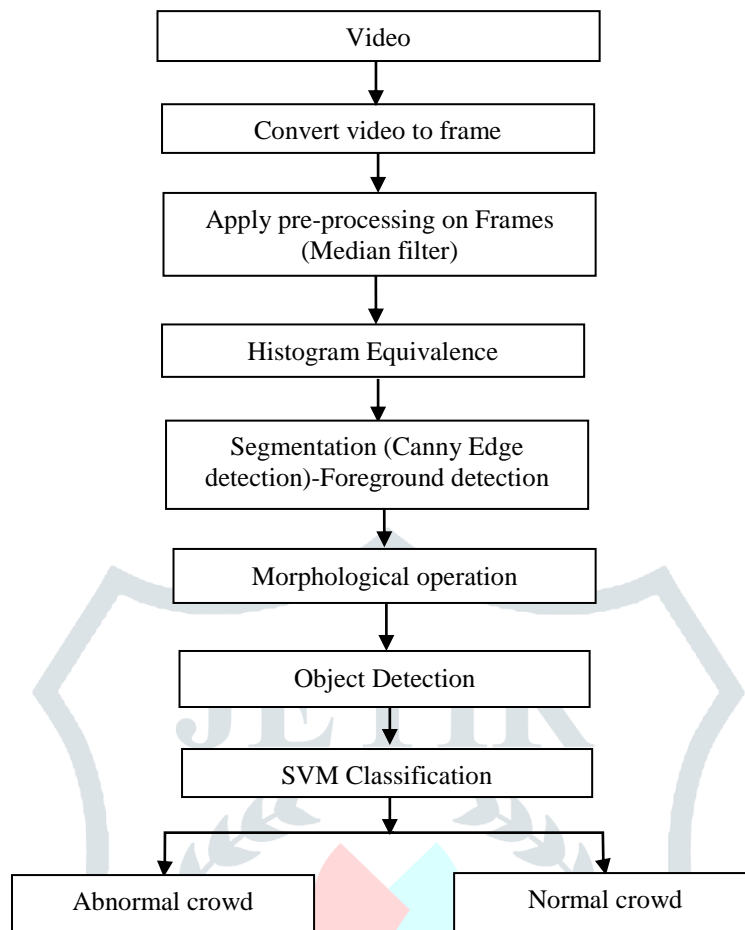 Video
Convert video to frame
Apply pre-processing on Frames
(Median filter)
Histogram Equivalence
Segmentation (Canny Edge
detection)-Foreground detection
Morphological operation
Object Detection
JETIR
SVM Classification
Abnormal crowd
Normal crowd